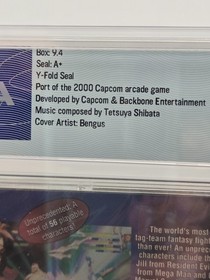 Box: 9.4
Seal: A+
Y-Fold Seal
Port of the 2000 Capcom arcade game
Developed by Capcom & Backbone Entertainment
Music composed by Tetsuya Shibata
Cover Artist: Bengus
A
Unprecedented: A
total of 56 playable
characters!
The world's most
tag-team fantasy fight
than ever! An unprece
characters include th
Jill from Resident Ev
from Mega Man and